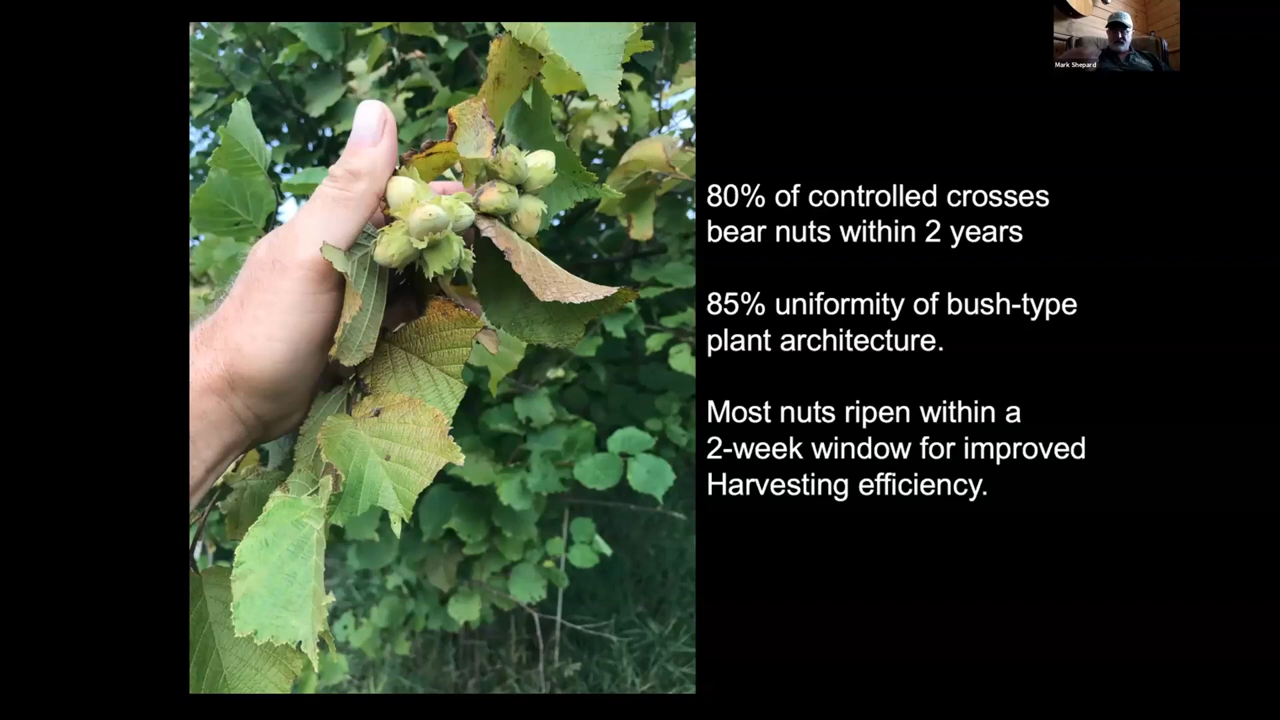 Mark Shepard
80% of controlled crosses
bear nuts within 2 years
85% uniformity of bush-type
plant architecture.
Most nuts ripen within a
2-week window for improved
Harvesting efficiency.